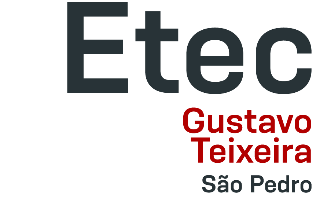 Etec
Gustavo
Teixeira
São Pedro